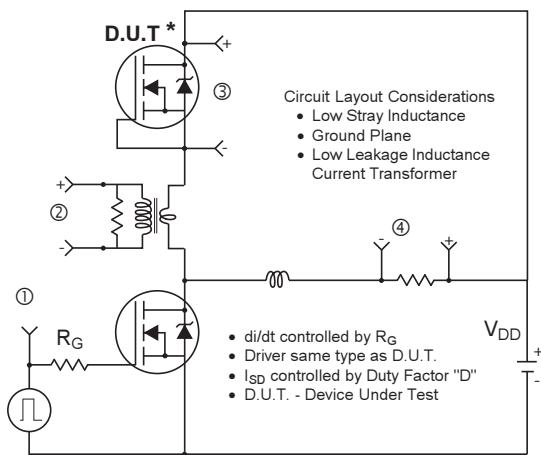 D.U.T *
+
③
-
Circuit Layout Considerations
• Low Stray Inductance
• Ground Plane
• Low Leakage Inductance
Current Transformer
+
②
-
④
-
+
①
R_G
V_DD
+
-
• di/dt controlled by R_G
• Driver same type as D.U.T.
• I_SD controlled by Duty Factor "D"
• D.U.T. - Device Under Test